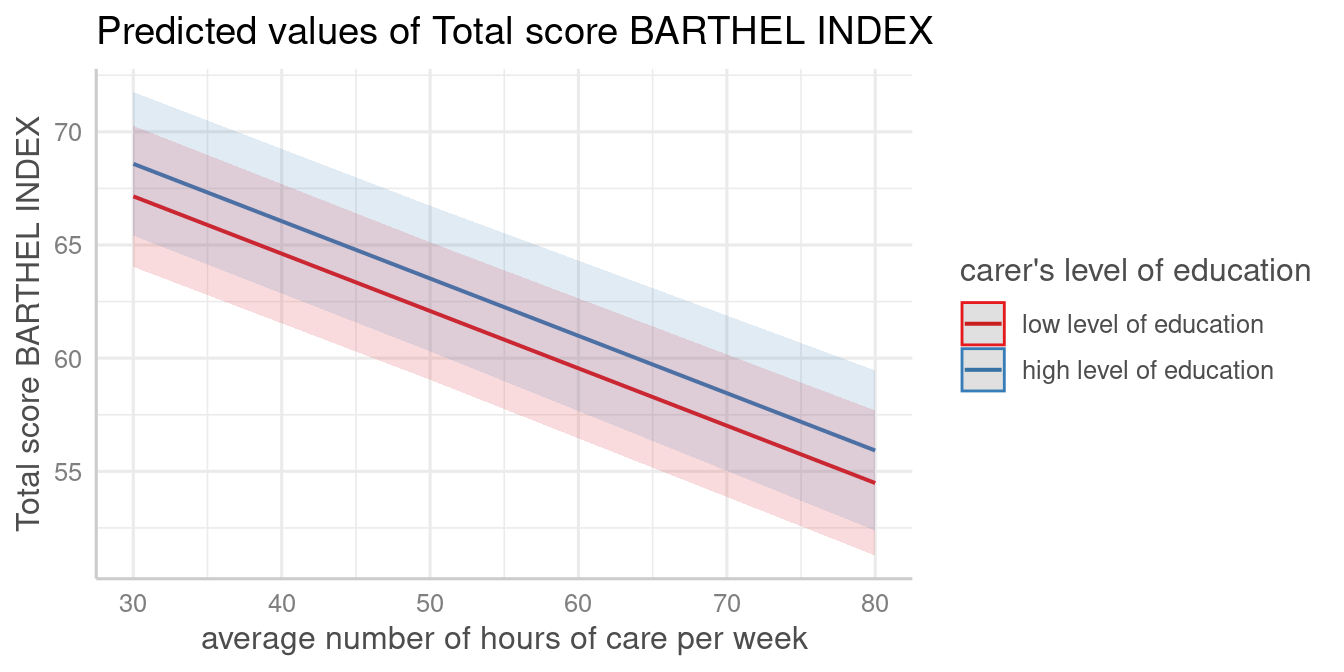 Predicted values of Total score BARTHEL INDEX
Total score BARTHEL INDEX
70
65
60
55
30 40 50 60 70 80
average number of hours of care per week
carer's level of education
low level of education
high level of education